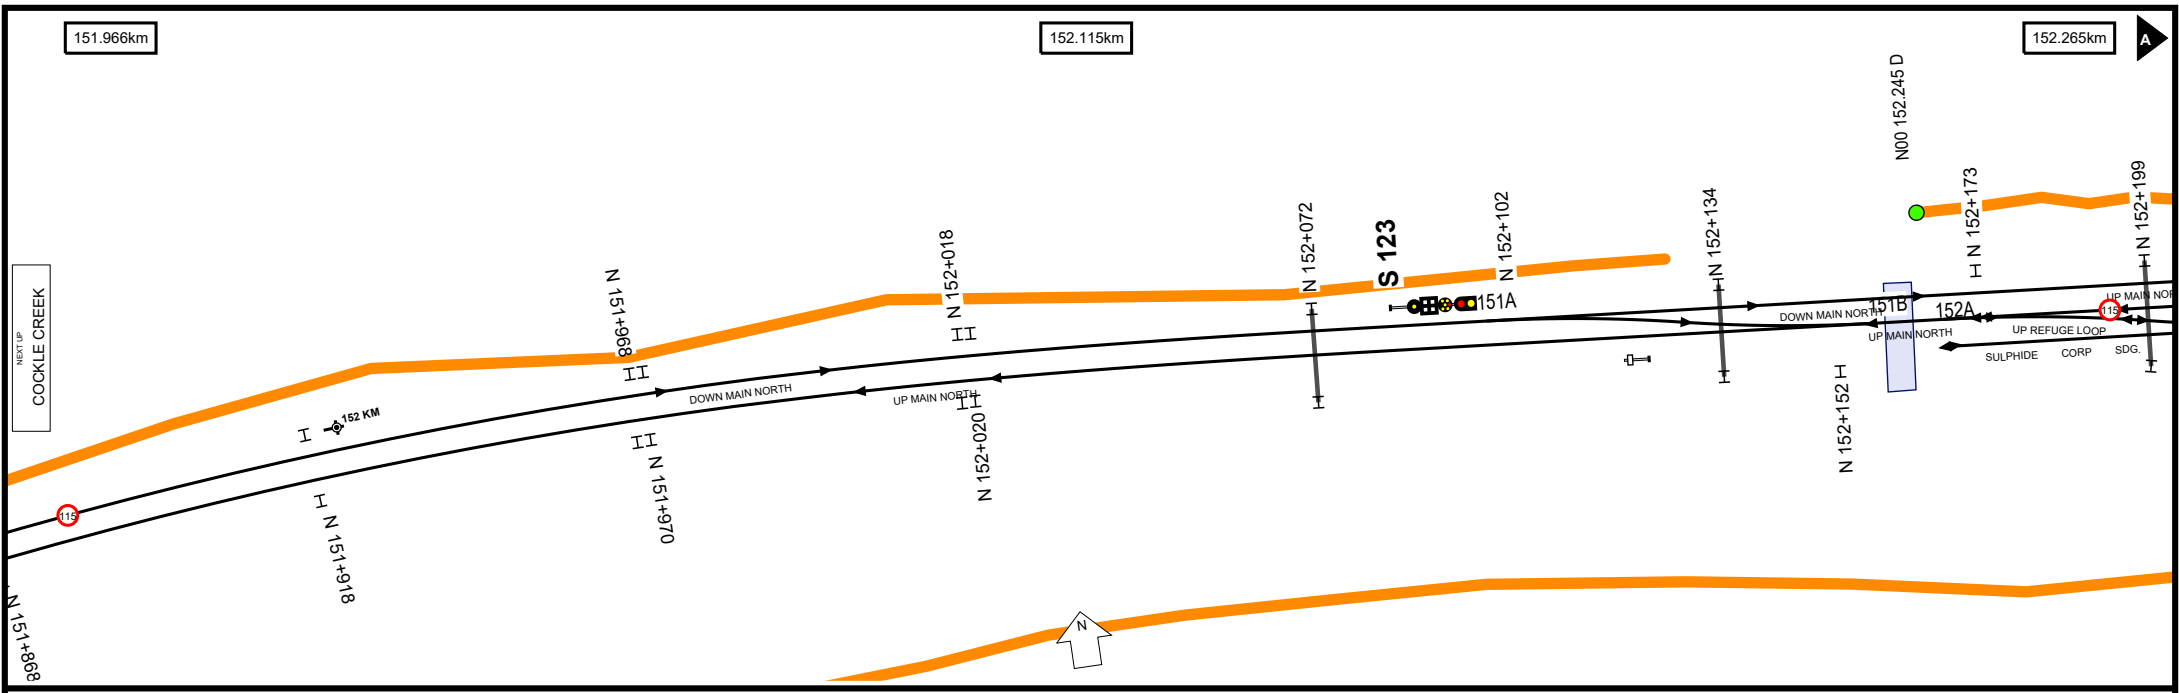 151.966km
152.115km
152.265km
A
N00 152.245 D
NEXT UP
COCKLE CREEK
N 151+968
N 152+018
N 152+072
S 123
N 152+102
N 152+134
N 152+173
N 152+199
151A
151B
152A
115
UP MAIN NOR
DOWN MAIN NORTH
UP MAIN NORTH
UP REFUGE LOOP
SULPHIDE CORP SDG.
152 KM
DOWN MAIN NORTH
UP MAIN NORTH
115
N 151+868
N 151+918
N 151+970
N 152+020
N 152+152
N